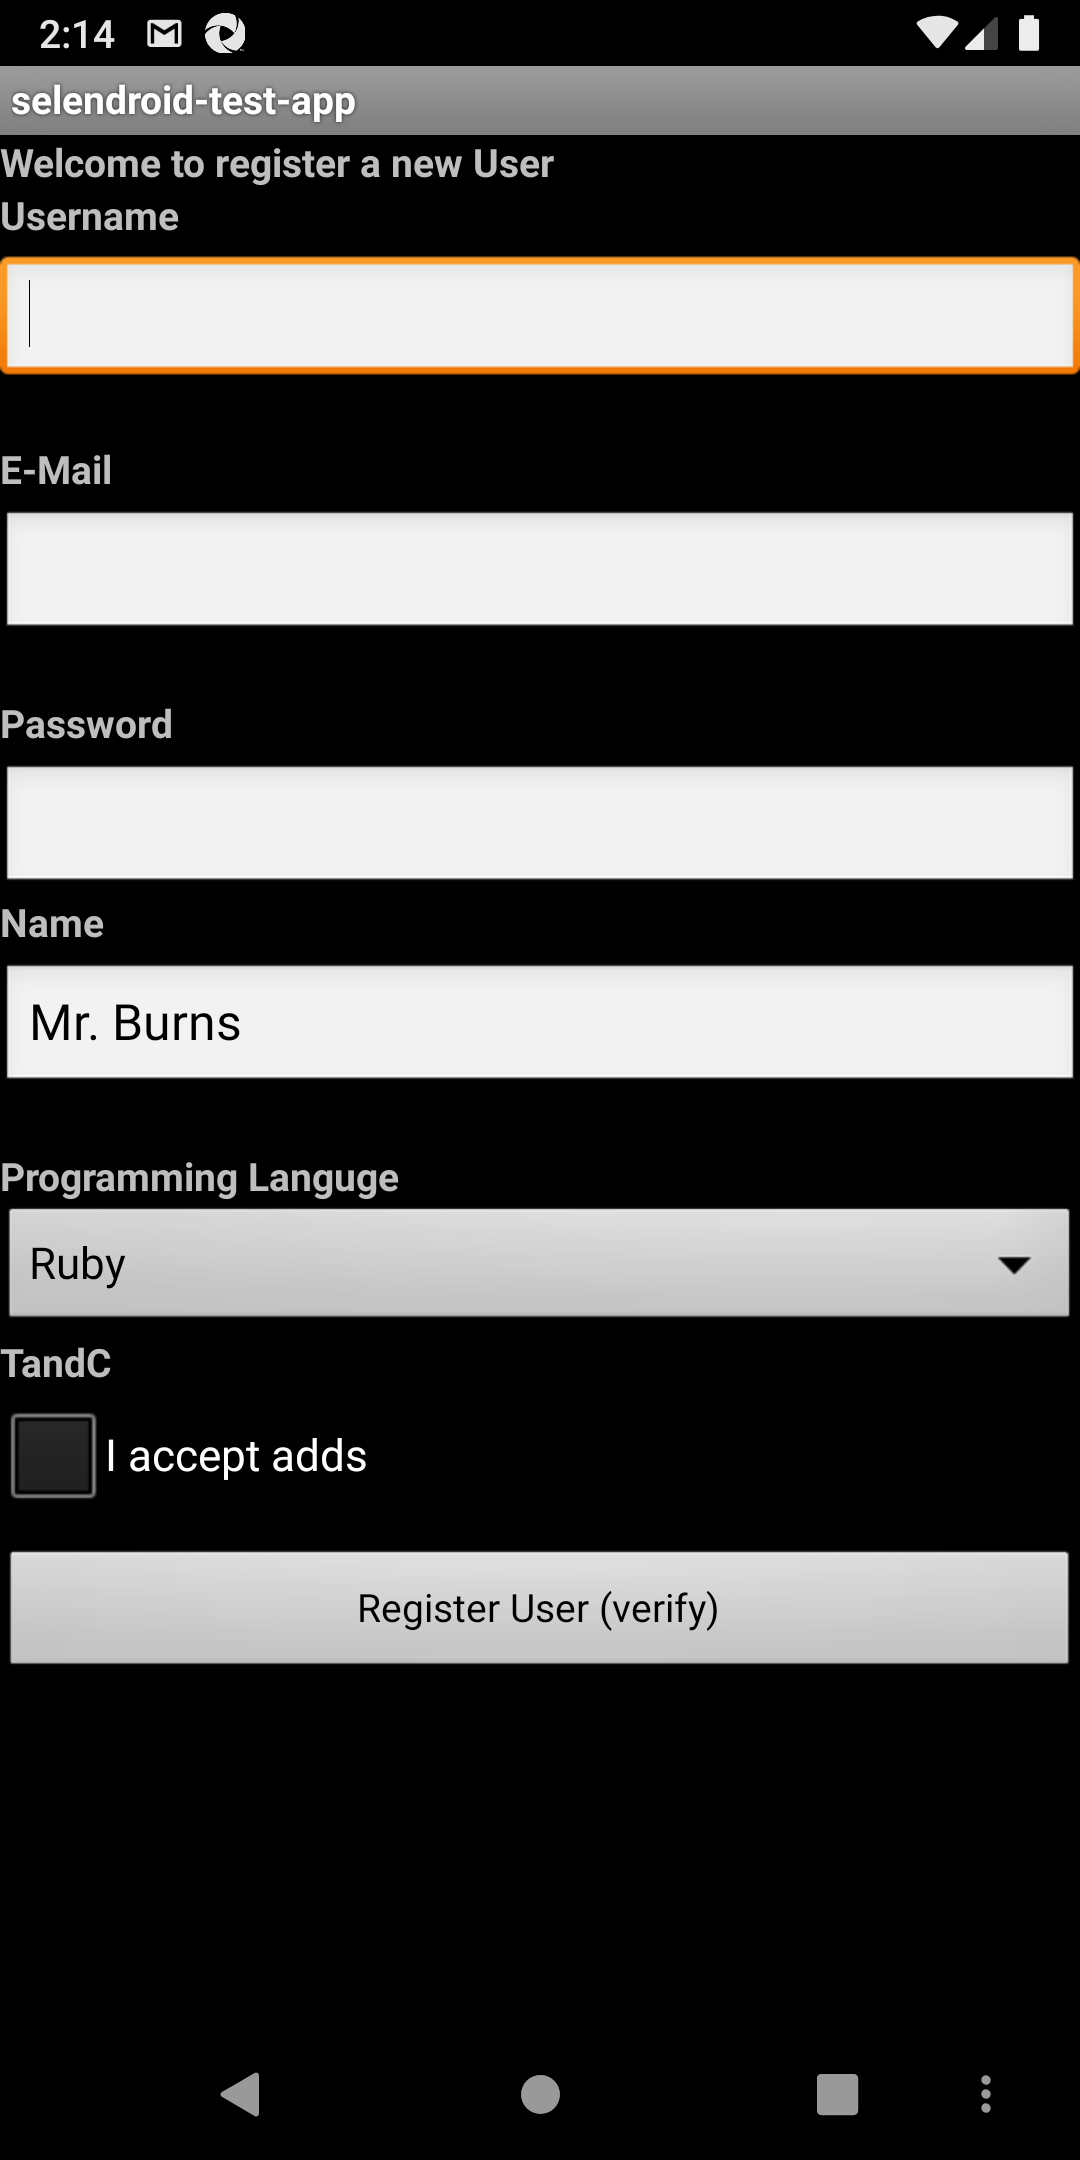 2:14
selendroid-test-app
Welcome to register a new User
Username
E-Mail
Password
Name
Mr. Burns
Programming Languge
Ruby
TandC
I accept adds
Register User (verify)